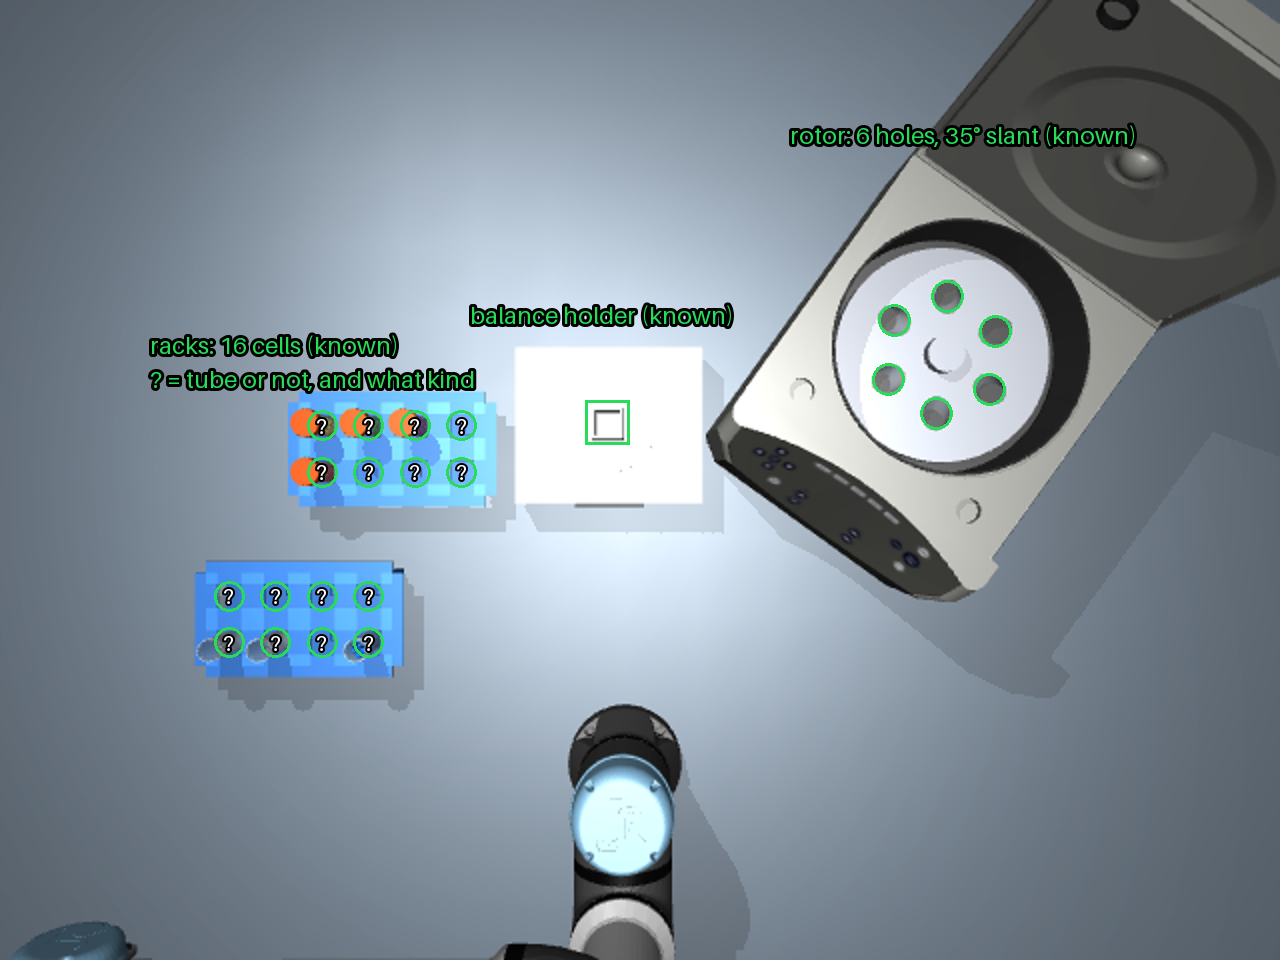 rotor: 6 holes, 35° slant (known)
balance holder (known)
racks: 16 cells (known)
? = tube or not, and what kind
? ? ? ?
? ? ? ?
? ? ? ?
? ? ? ?